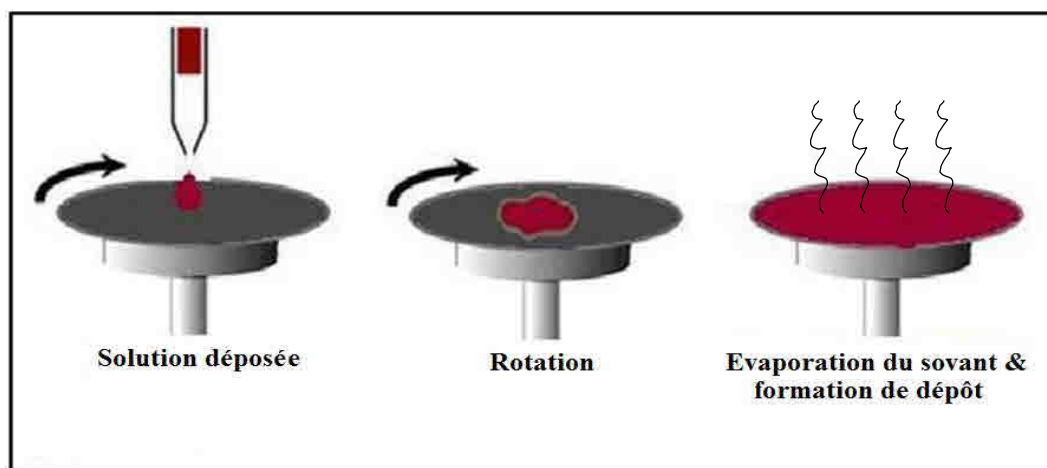 Solution déposée
Rotation
Evaporation du sovant &
formation de dépôt